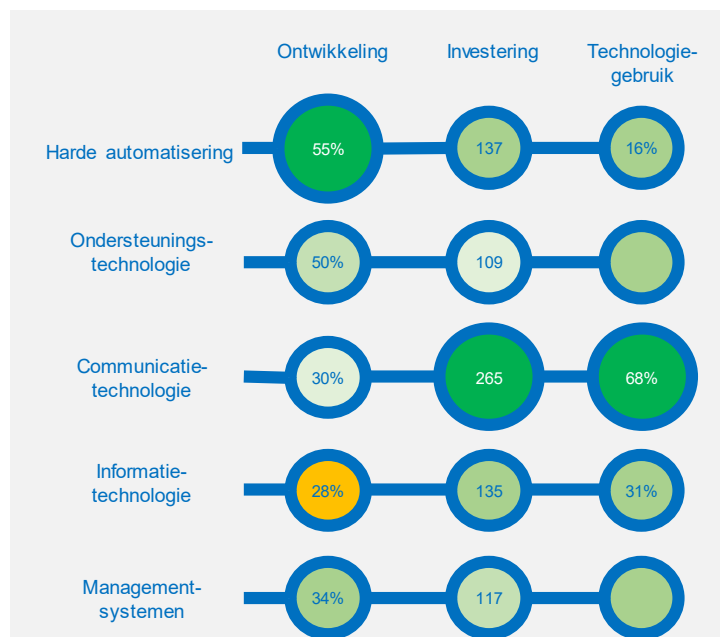 Ontwikkeling
Investering
Technologie-
gebruik
Harde automatisering
55%
137
16%
Ondersteunings-
technologie
50%
109
Communicatie-
technologie
30%
265
68%
Informatie-
technologie
28%
135
31%
Management-
systemen
34%
117